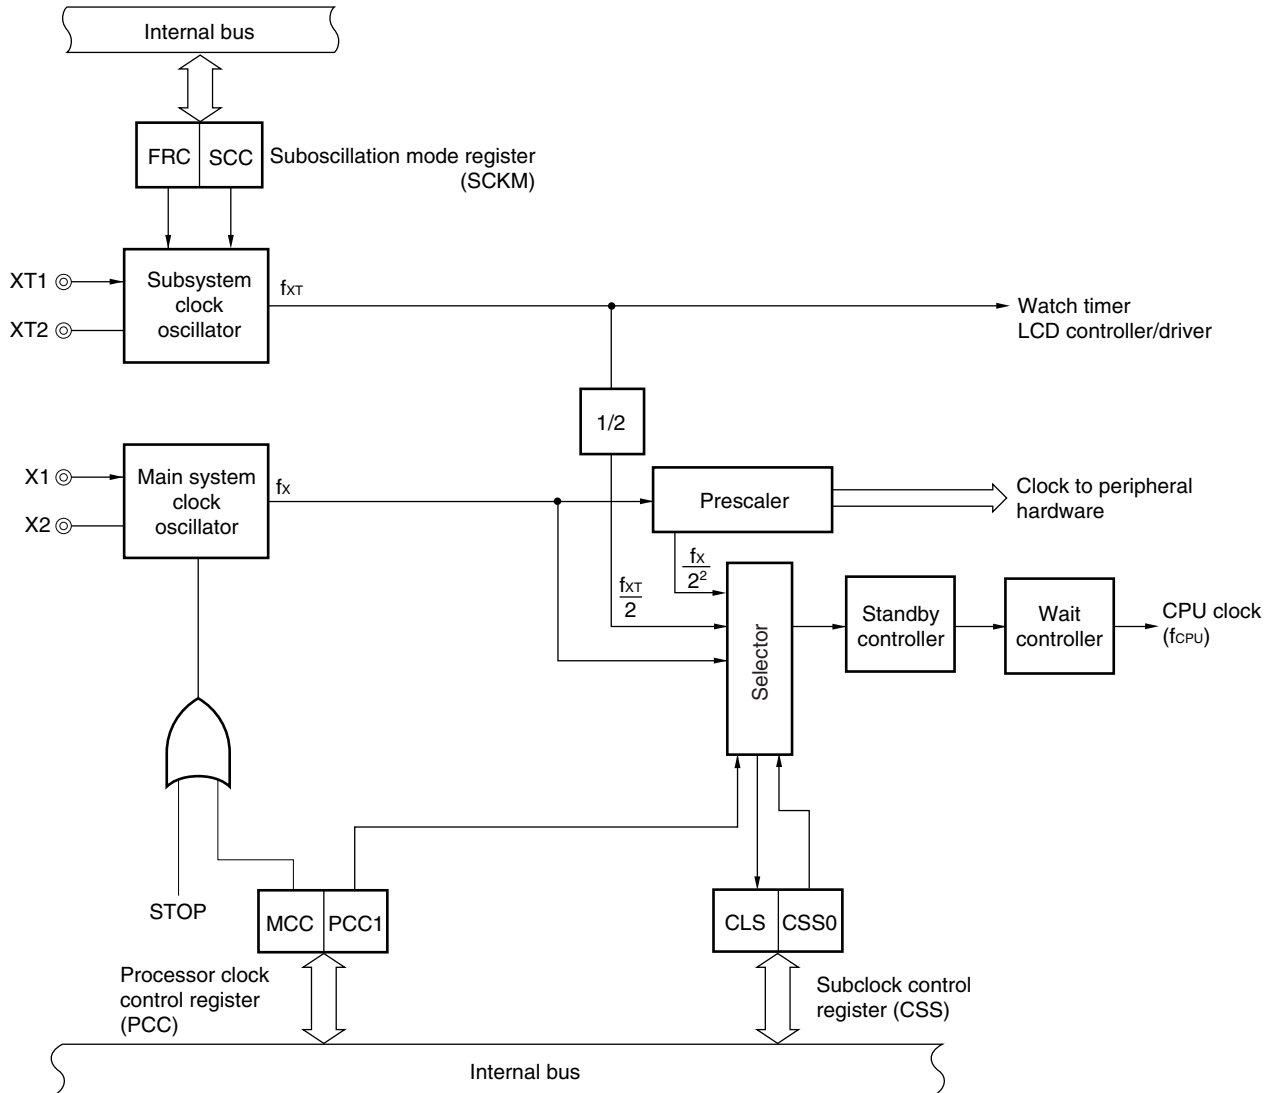 Internal bus
FRC SCC
Suboscillation mode register
(SCKM)
XT1
XT2
Subsystem
clock
oscillator
fXT
Watch timer
LCD controller/driver
1/2
X1
X2
Main system
clock
oscillator
fX
Prescaler
Clock to peripheral
hardware
fX
2²
fXT
2
Selector
Standby
controller
Wait
controller
CPU clock
(fCPU)
STOP
MCC PCC1
CLS CSS0
Processor clock
control register
(PCC)
Subclock control
register (CSS)
Internal bus